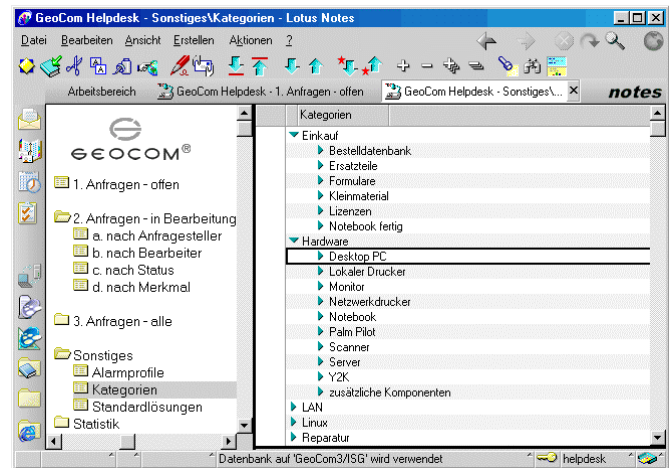 GeoCom Helpdesk - Sonstiges\Kategorien - Lotus Notes
Datei Bearbeiten Ansicht Erstellen Aktionen ?
Arbeitsbereich GeoCom Helpdesk - 1. Anfragen - offen GeoCom Helpdesk - Sonstiges\... notes
GEOCOM®
1. Anfragen - offen
2. Anfragen - in Bearbeitung
a. nach Anfragesteller
b. nach Bearbeiter
c. nach Status
d. nach Merkmal
3. Anfragen - alle
Sonstiges
Alarmprofile
Kategorien
Standardlösungen
Statistik
Kategorien
Einkauf
Bestelldatenbank
Ersatzteile
Formulare
Kleinmaterial
Lizenzen
Notebook fertig
Hardware
Desktop PC
Lokaler Drucker
Monitor
Netzwerkdrucker
Notebook
Palm Pilot
Scanner
Server
Y2K
zusätzliche Komponenten
LAN
Linux
Reparatur
Datenbank auf 'GeoCom3/ISG' wird verwendet helpdesk